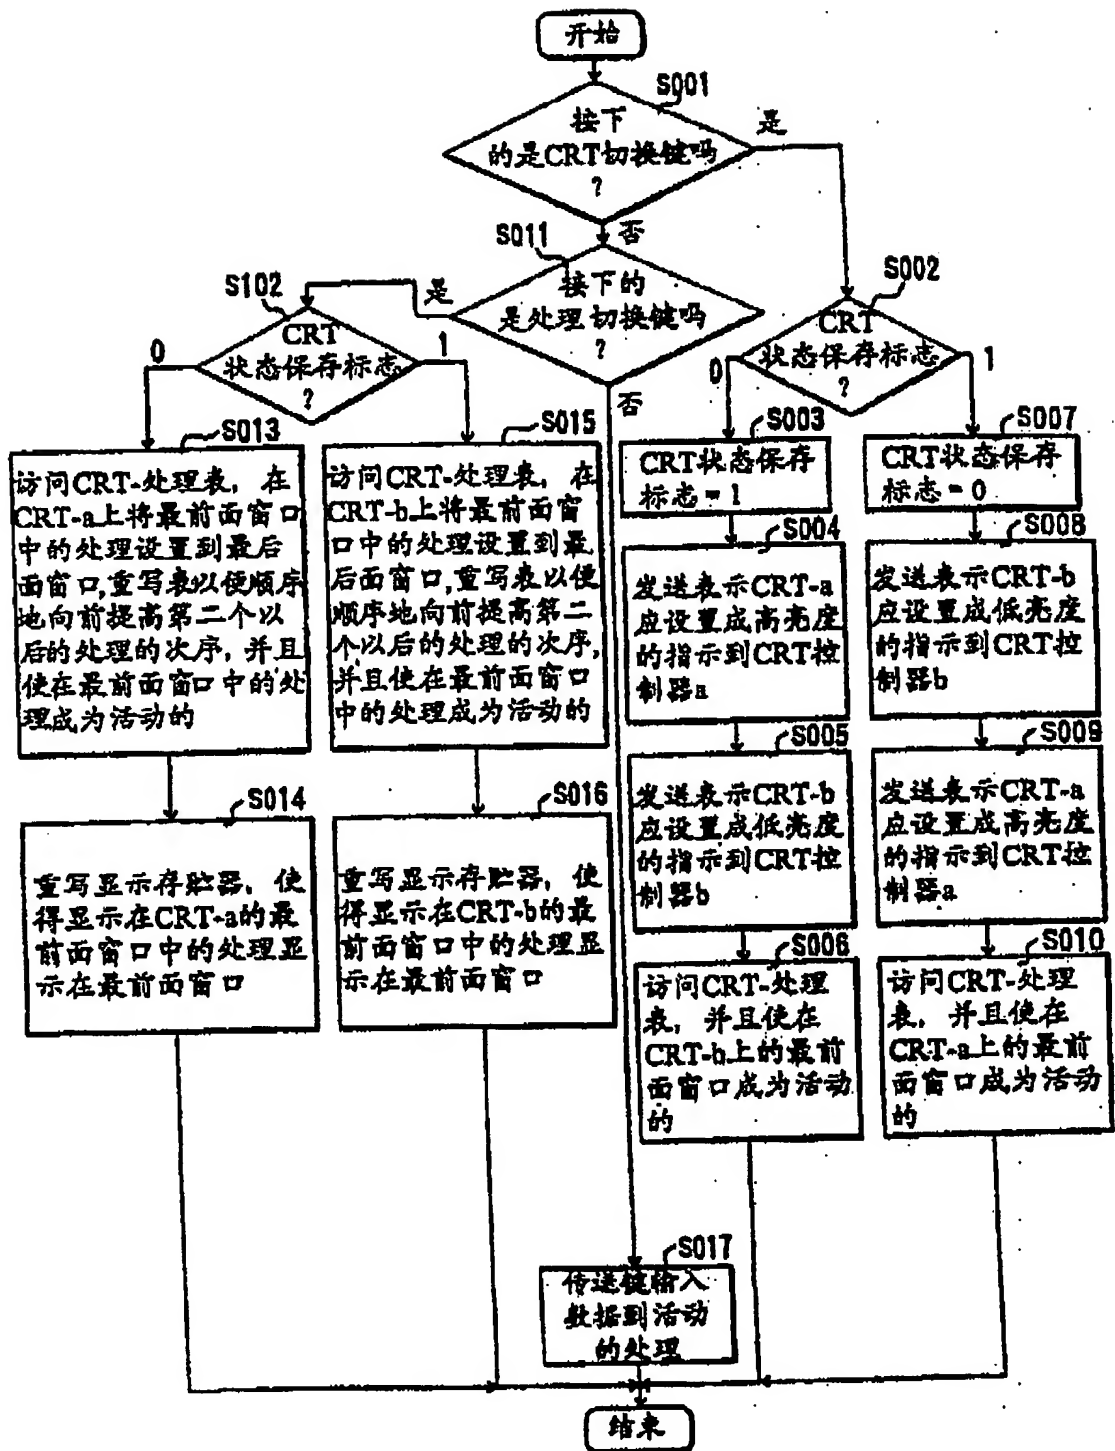 开始
S001
接下
的是CRT切换键吗
?
是
否
S011
接下的
是处理切换键吗
?
是
否
S102
CRT
状态保存标志
?
0
1
S002
CRT
状态保存标志
?
0
1
S013
访问CRT-处理表,在
CRT-a上将最前面窗口
中的处理设置到最后
面窗口,重写表以便顺序
地向前提高第二个以
后的处理的次序,并且
使在最前面窗口中的处
理成为活动的
S015
访问CRT-处理表,在
CRT-b上将最前面窗
口中的处理设置到最
后面窗口,重写表以便
顺序地向前提高第二
个以后的处理的次序,
并且使在最前面窗口
中的处理成为活动的
S003
CRT状态保存
标志=1
S007
CRT状态保存
标志=0
S004
发送表示CRT-a
应设置成高亮度
的指示到CRT控
制器a
S008
发送表示CRT-b
应设置成低亮度
的指示到CRT控
制器b
S005
发送表示CRT-b
应设置成低亮度
的指示到CRT控
制器b
S009
发送表示CRT-a
应设置成高亮度
的指示到CRT控
制器a
S014
重写显示存贮器,使
得显示在CRT-a的最
前面窗口中的处理显
示在最前面窗口
S016
重写显示存贮器,使
得显示在CRT-b的最
前面窗口中的处理显
示在最前面窗口
S006
访问CRT-处理
表,并且使在
CRT-b上的最前
面窗口成为活动
的
S010
访问CRT-处理
表,并且使在
CRT-a上的最前
面窗口成为活动
的
S017
传送键输入
数据到活动
的处理
结束